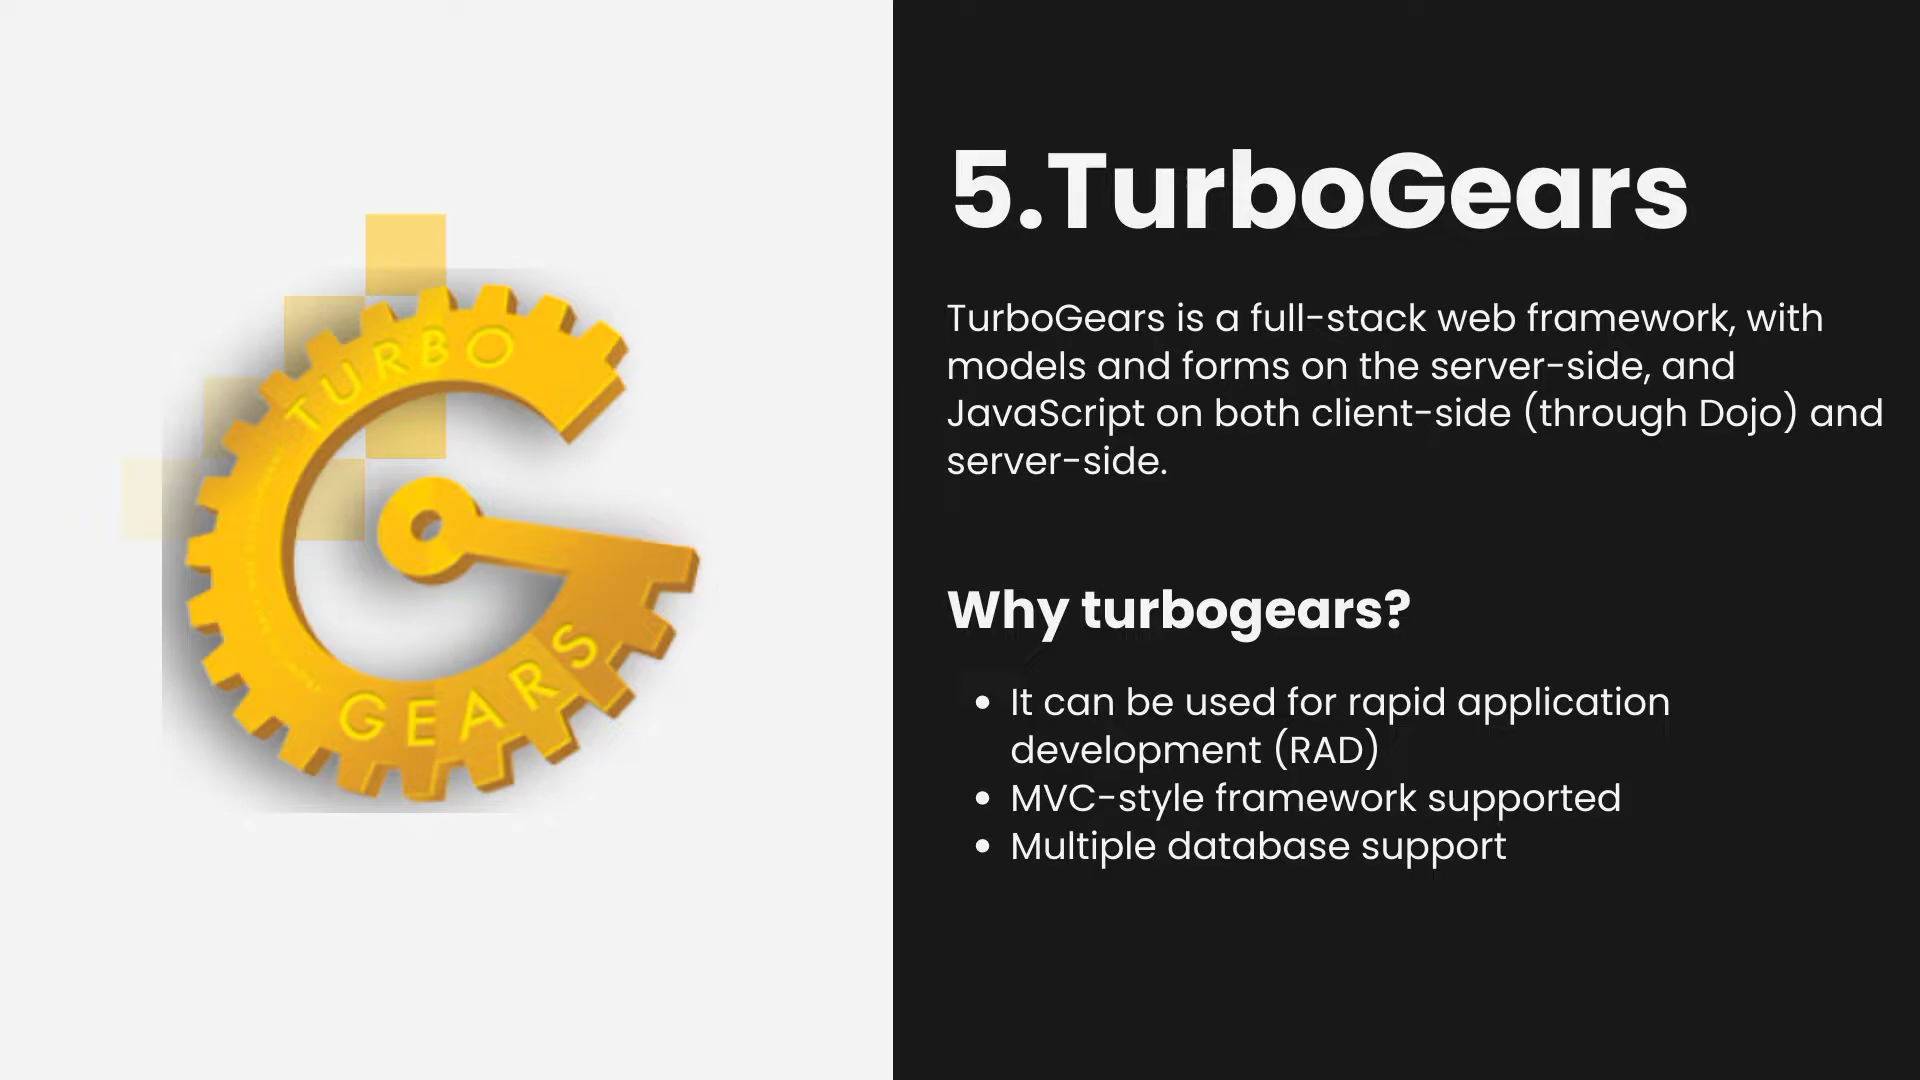 TURBO
GEARS
5.TurboGears
TurboGears is a full-stack web framework, with
models and forms on the server-side, and
JavaScript on both client-side (through Dojo) and
server-side.
Why turbogears?
• It can be used for rapid application
development (RAD)
• MVC-style framework supported
• Multiple database support